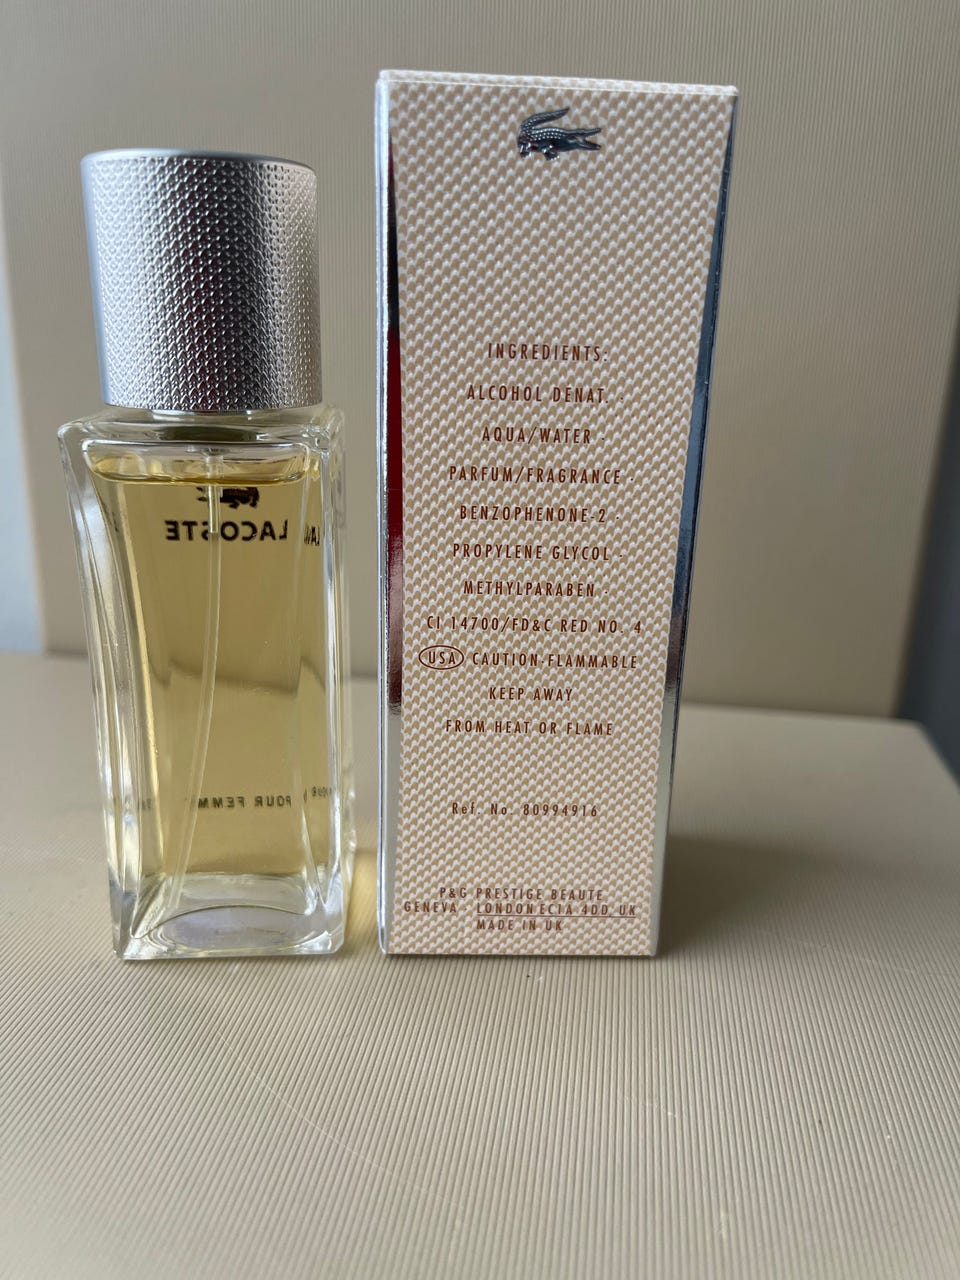 LACOSTE
POUR FEMME
INGREDIENTS:
ALCOHOL DENAT. ·
AQUA/WATER ·
PARFUM/FRAGRANCE ·
BENZOPHENONE-2 ·
PROPYLENE GLYCOL ·
METHYLPARABEN ·
CI 14700/FD&C RED NO. 4
USA CAUTION·FLAMMABLE
KEEP AWAY
FROM HEAT OR FLAME
Ref. No. 80994916
P&G PRESTIGE BEAUTE
GENEVA · LONDON EC1A 4DD, UK
MADE IN UK